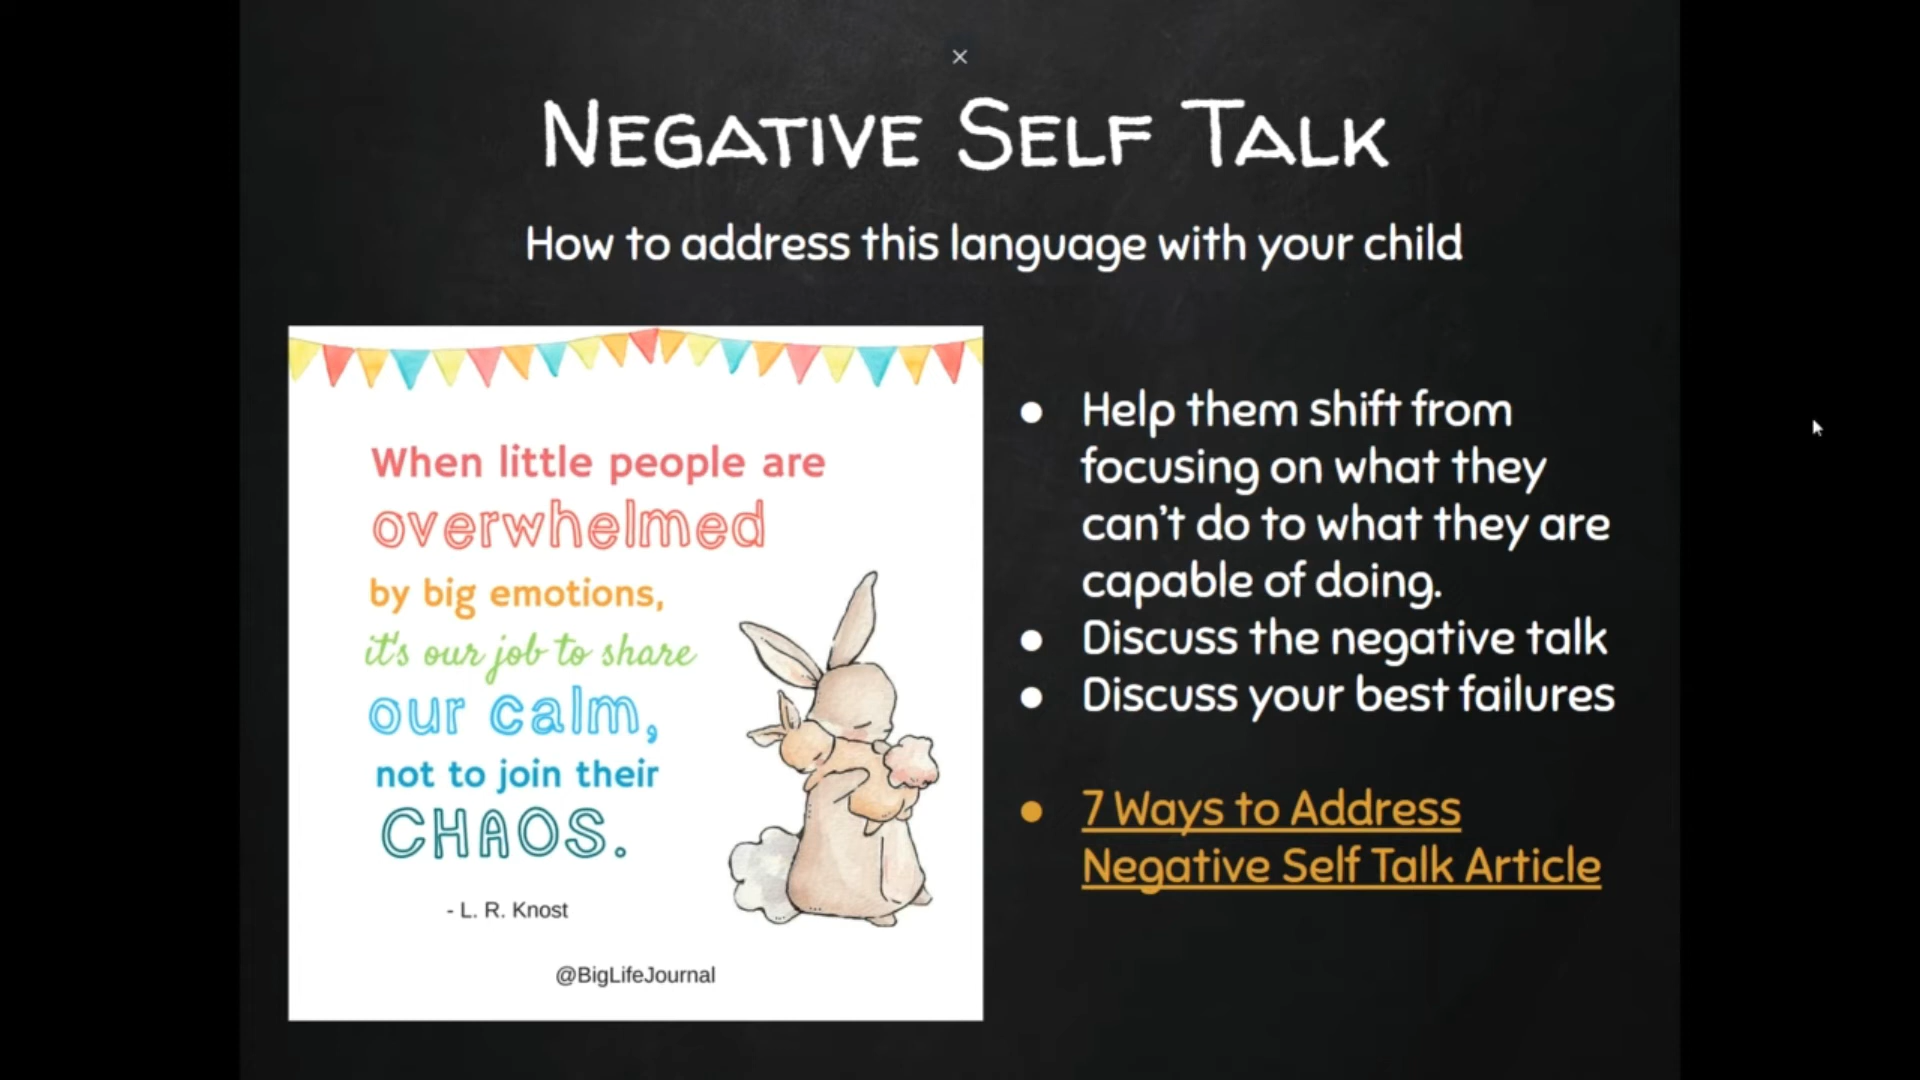 Negative Self Talk
How to address this language with your child
When little people are
overwhelmed
by big emotions,
it's our job to share
our calm,
not to join their
CHAOS.
- L. R. Knost
@BigLifeJournal
● Help them shift from
focusing on what they
can't do to what they are
capable of doing.
● Discuss the negative talk
● Discuss your best failures
● 7 Ways to Address
Negative Self Talk Article